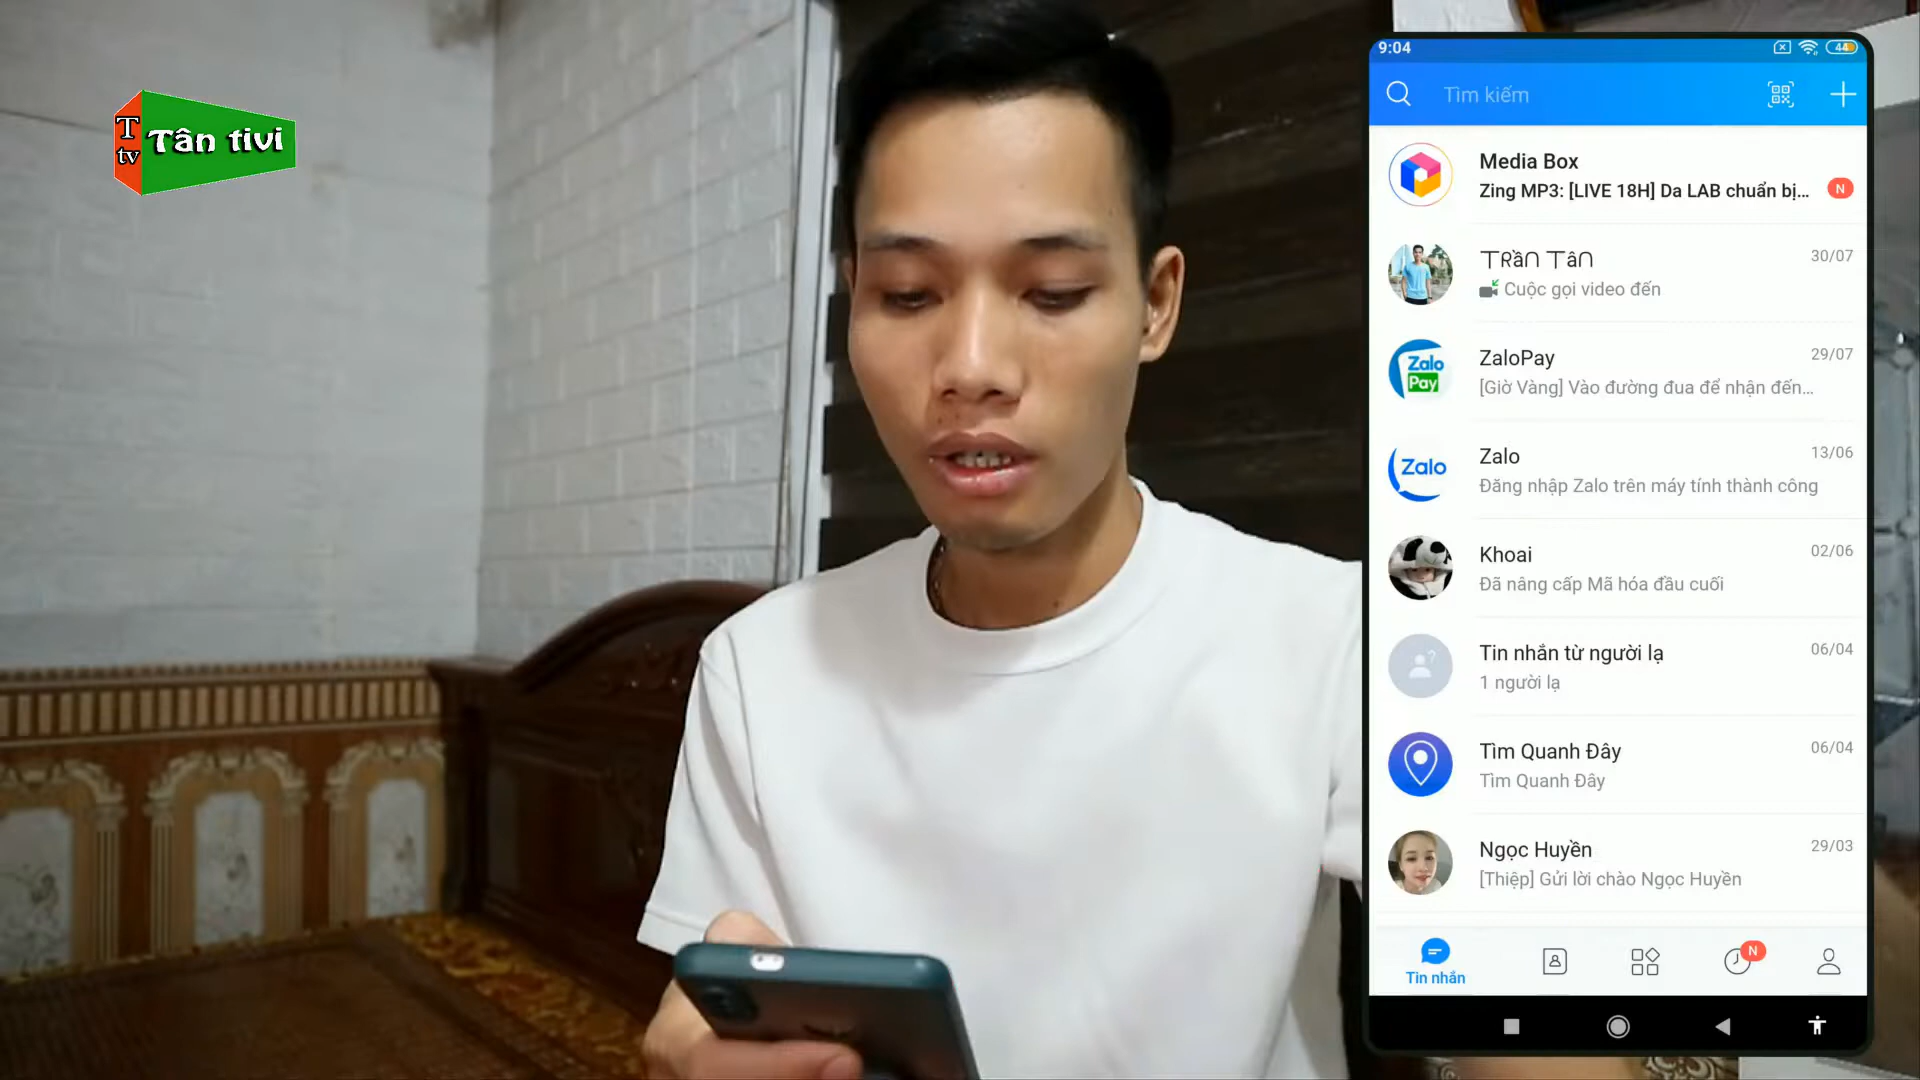 T
tv
Tân tivi
9:04
44
Tìm kiếm
Media Box
Zing MP3: [LIVE 18H] Da LAB chuẩn bị...
N
TRầN TâN
30/07
Cuộc gọi video đến
ZaloPay
29/07
[Giờ Vàng] Vào đường đua để nhận đến...
Zalo
Pay
Zalo
13/06
Đăng nhập Zalo trên máy tính thành công
Zalo
Khoai
02/06
Đã nâng cấp Mã hóa đầu cuối
Tin nhắn từ người lạ
06/04
1 người lạ
Tìm Quanh Đây
06/04
Tìm Quanh Đây
Ngọc Huyền
29/03
[Thiệp] Gửi lời chào Ngọc Huyền
N
Tin nhắn